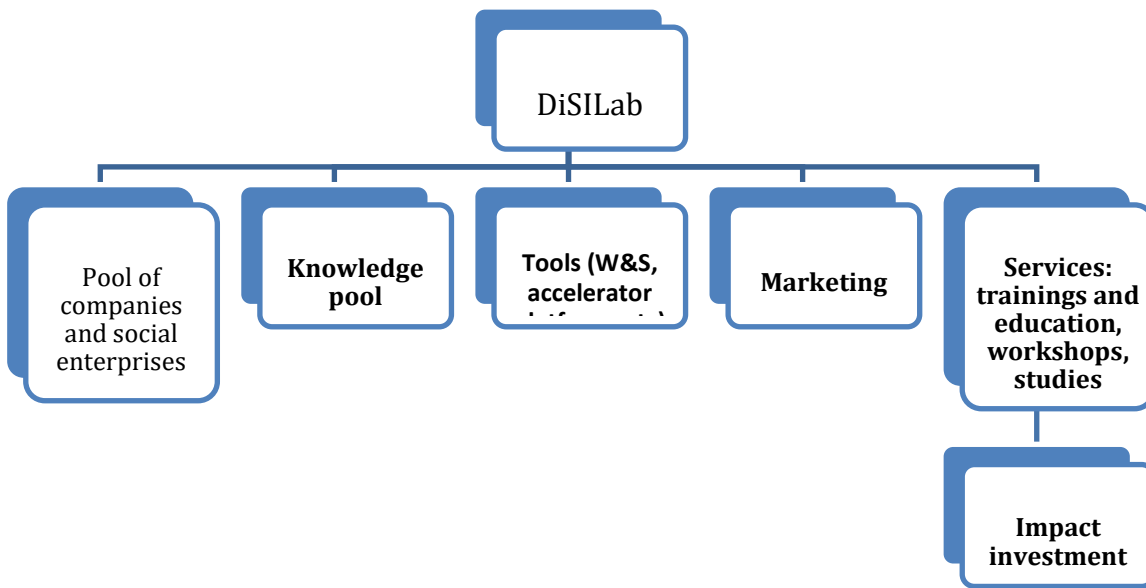 DiSILab
Pool of
companies
and social
enterprises
Knowledge
pool
Tools (W&S,
accelerator
Marketing
Services:
trainings and
education,
workshops,
studies
Impact
investment